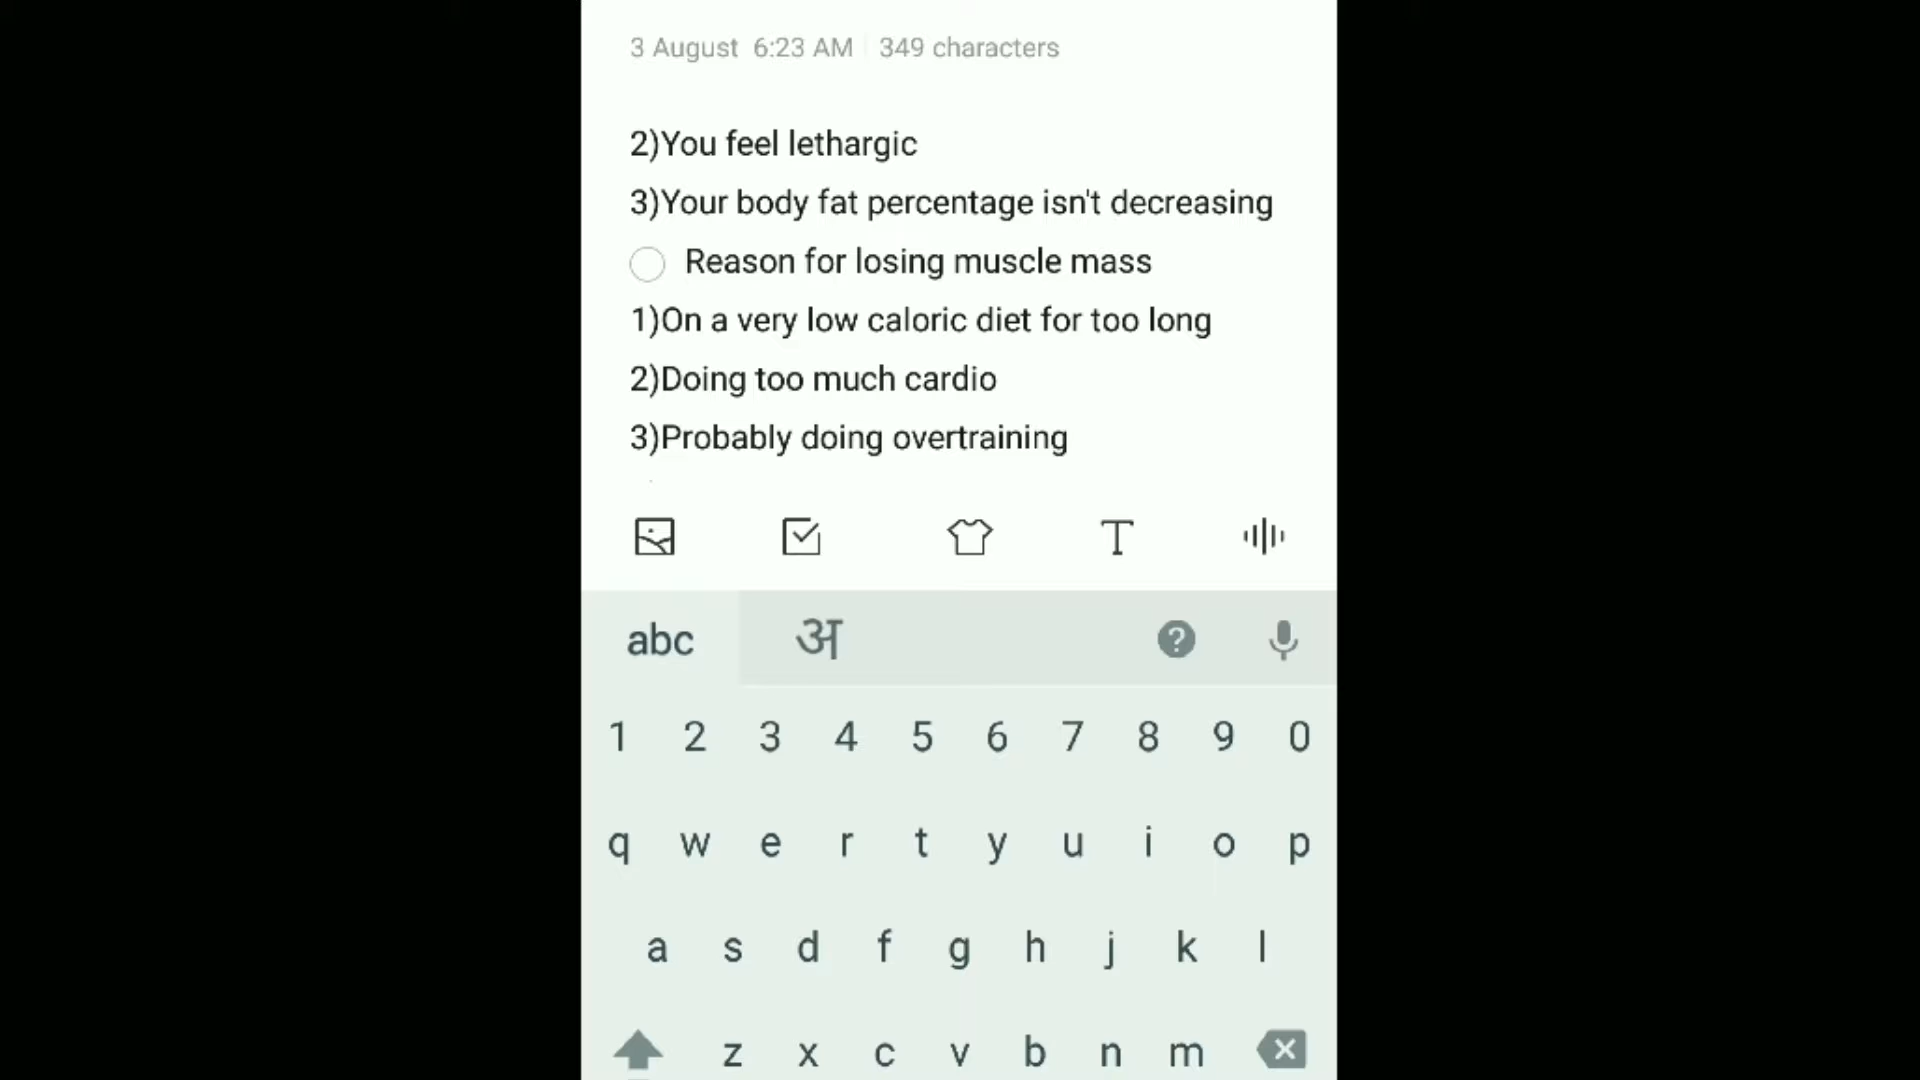 3 August 6:23 AM 349 characters
2)You feel lethargic
3)Your body fat percentage isn't decreasing
Reason for losing muscle mass
1)On a very low caloric diet for too long
2)Doing too much cardio
3)Probably doing overtraining
T
abc अ ?
1 2 3 4 5 6 7 8 9 0
q w e r t y u i o p
a s d f g h j k l
z x c v b n m